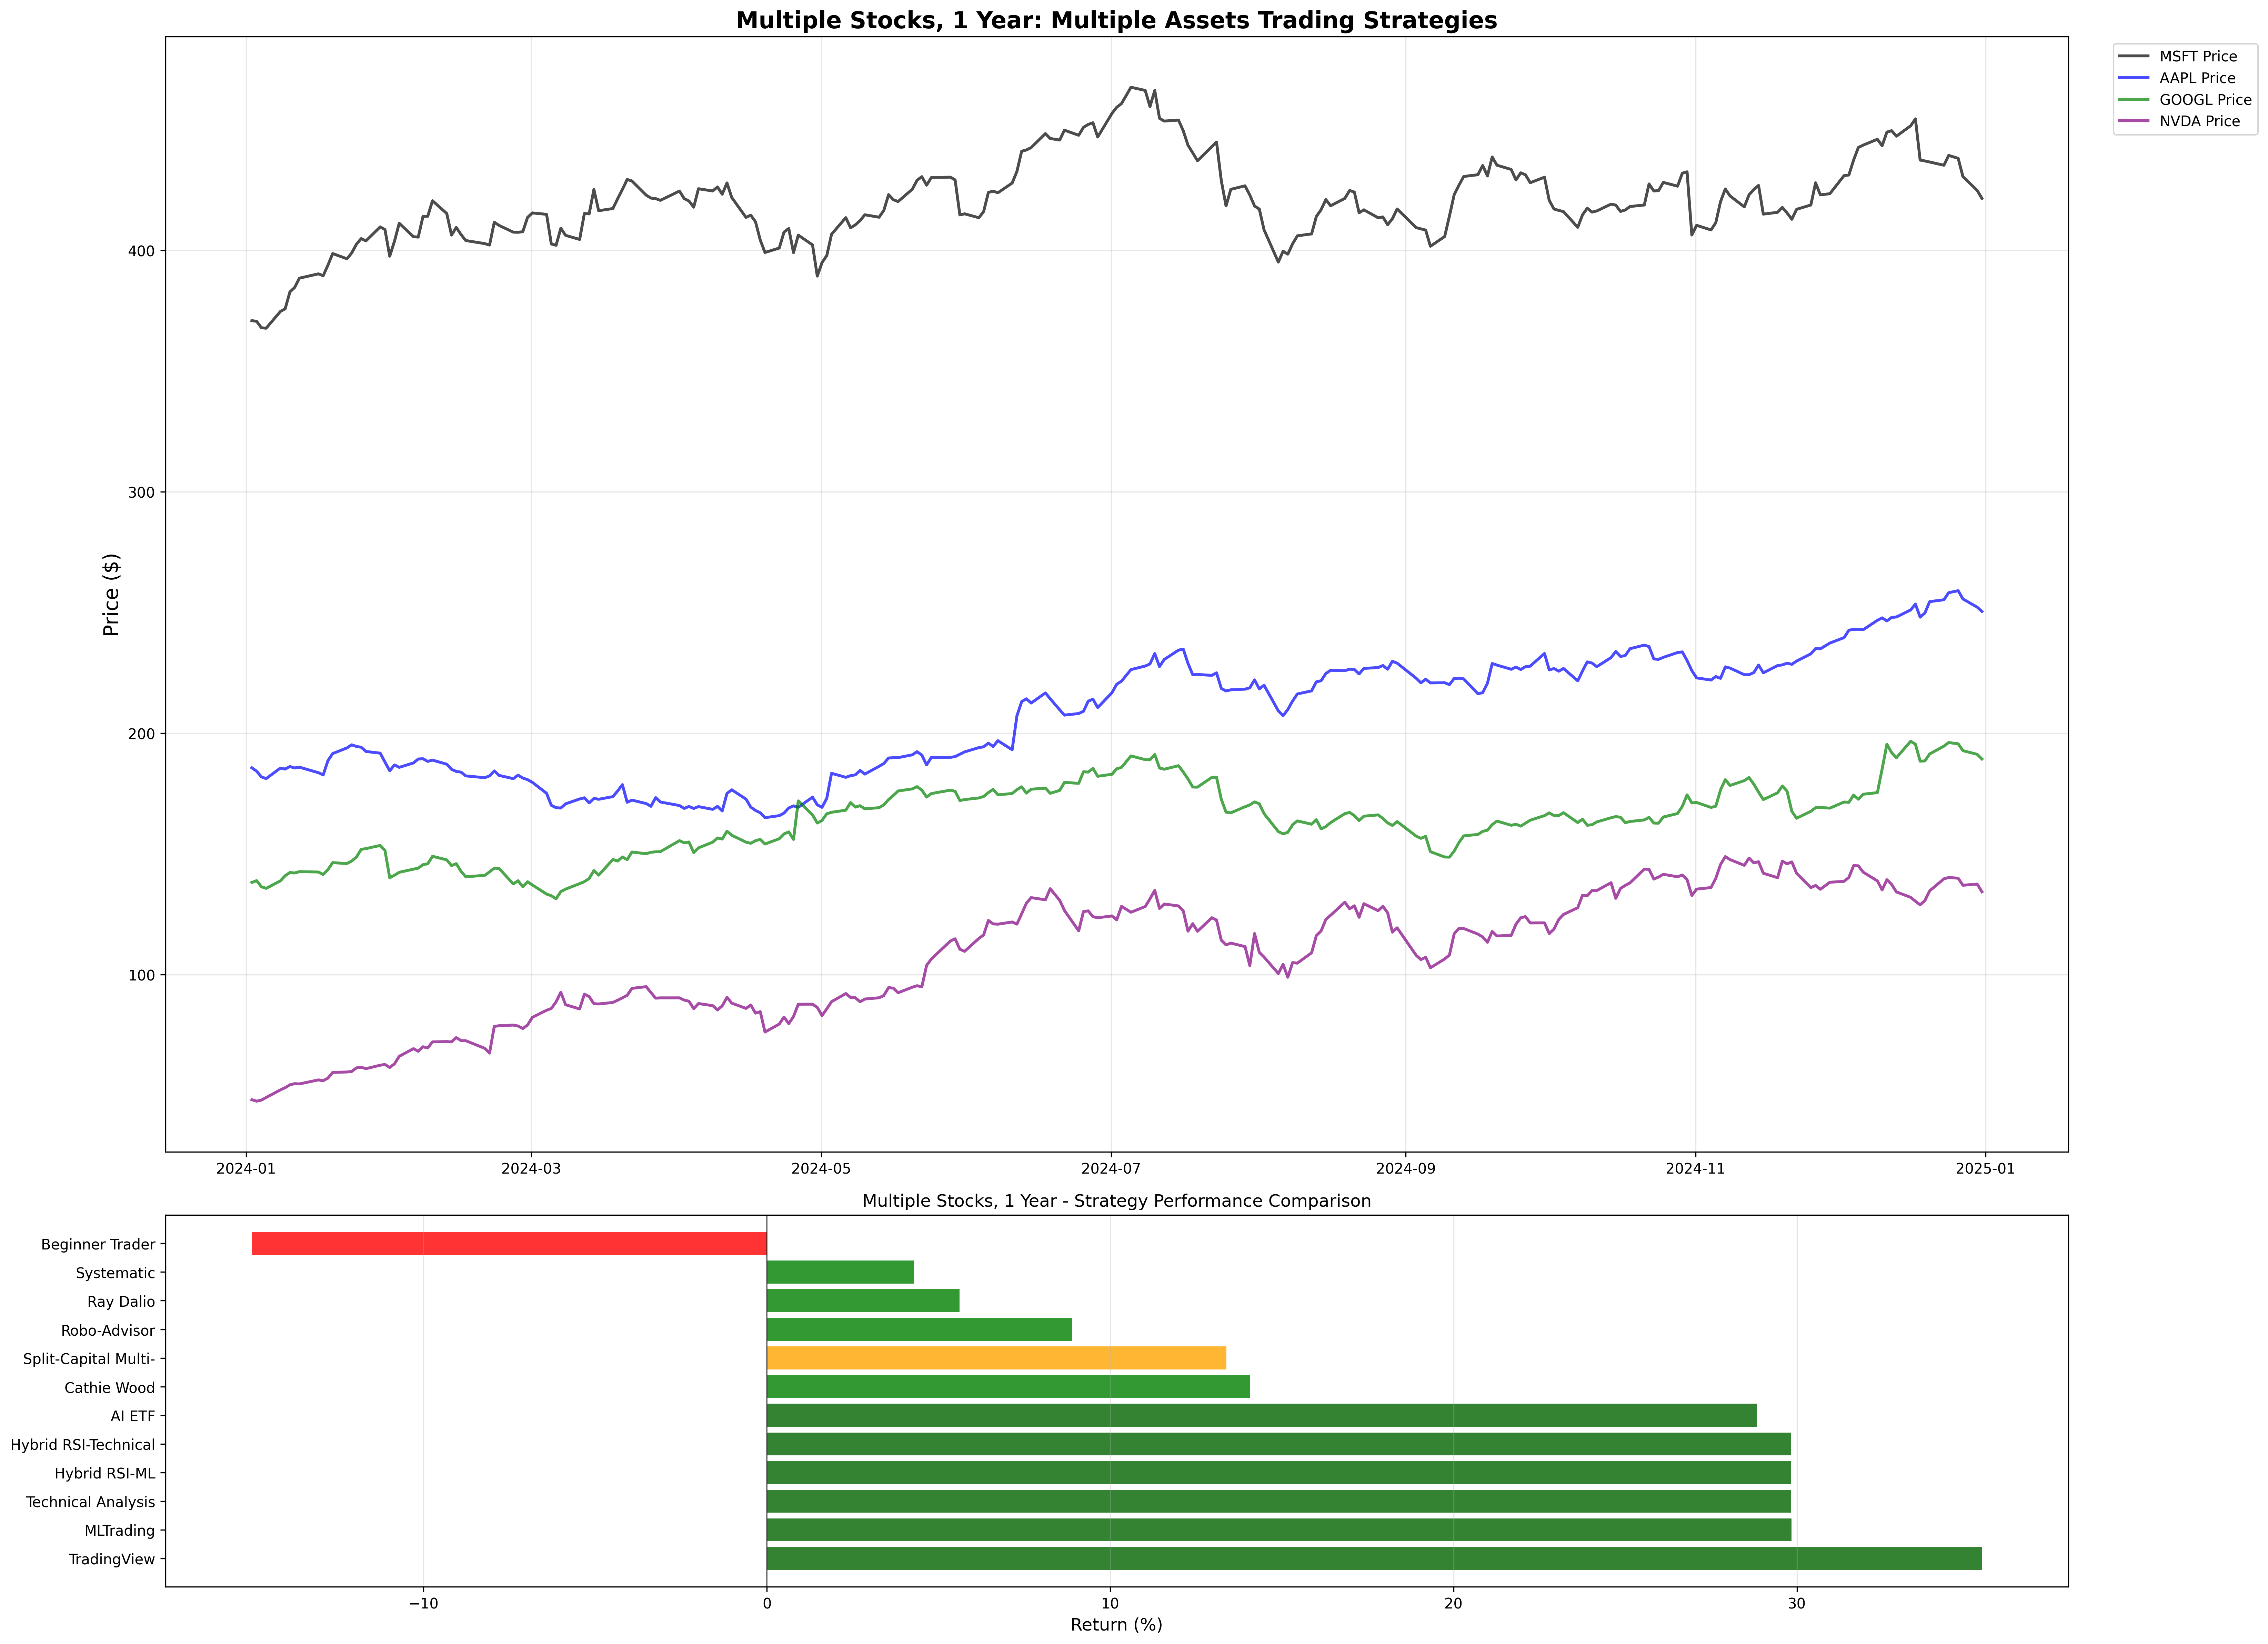 Multiple Stocks, 1 Year: Multiple Assets Trading Strategies
MSFT Price
AAPL Price
GOOGL Price
NVDA Price
Price ($)
400
300
200
100
2024-01
2024-03
2024-05
2024-07
2024-09
2024-11
2025-01
Multiple Stocks, 1 Year - Strategy Performance Comparison
Beginner Trader
Systematic
Ray Dalio
Robo-Advisor
Split-Capital Multi-
Cathie Wood
AI ETF
Hybrid RSI-Technical
Hybrid RSI-ML
Technical Analysis
MLTrading
TradingView
−10
0
10
20
30
Return (%)